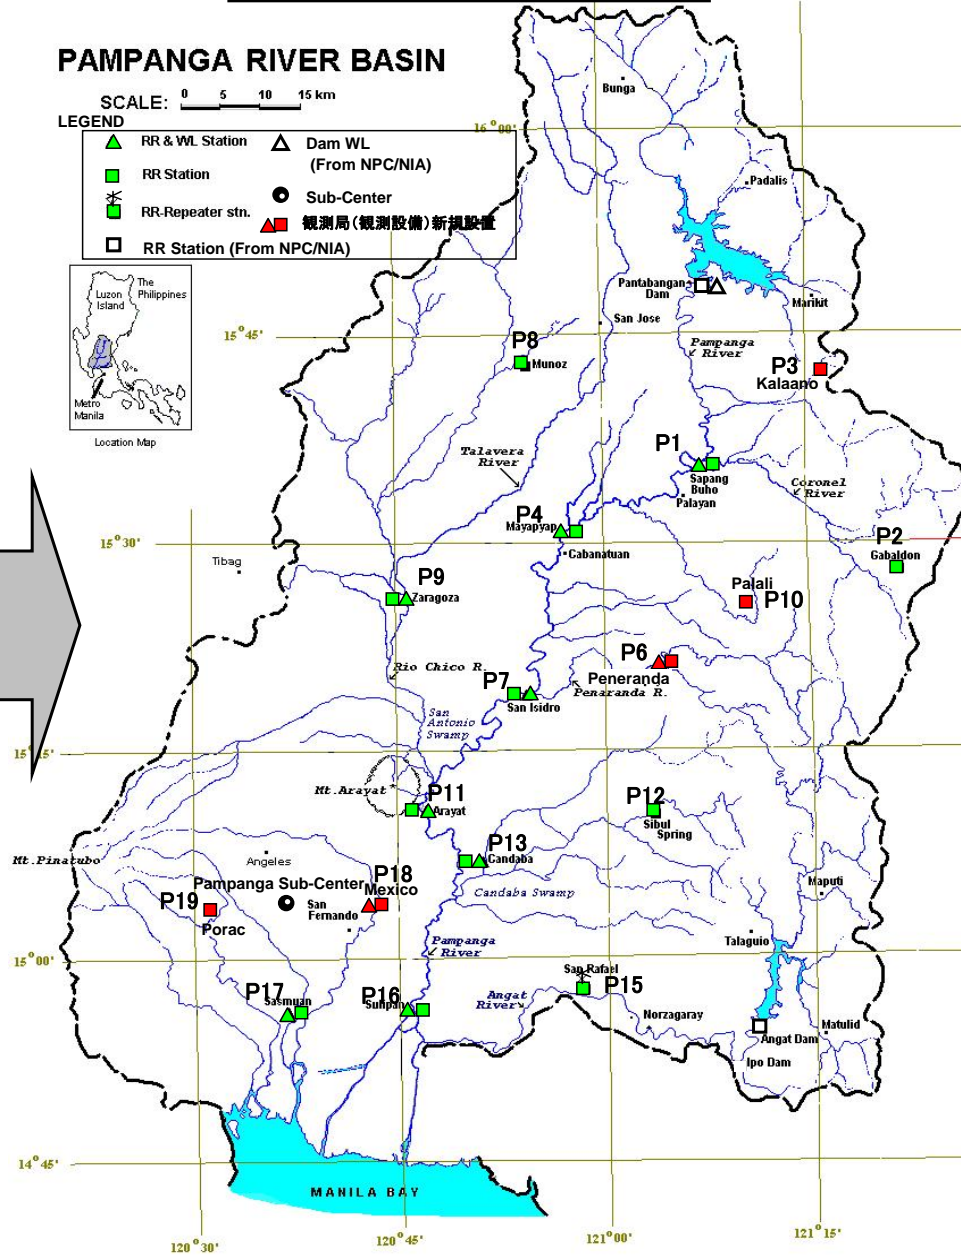 PAMPANGA RIVER BASIN
SCALE: 0 5 10 15 km
LEGEND
RR & WL Station
RR Station
RR-Repeater stn.
RR Station (From NPC/NIA)
Dam WL
(From NPC/NIA)
Sub-Center
観測局(観測設備)新規設置
Luzon
Island
The
Philippines
Metro
Manila
Location Map
16°00'
Bunga
Padalis
Pantabangan
Dam
Marikit
San Jose
15°45'
P8
Munoz
Pampanga
River
P3
Kalaano
Talavera
River
P1
Sapang
Buho
Palayan
Coronel
River
P4
Mayapyap
Cabanatuan
15°30'
P2
Gabaldon
Tibag
P9
Zaragoza
Palali
P10
Rio Chico R.
P6
Peneranda
Penaranda R.
P7
San Isidro
San
Antonio
Swamp
15°15'
Mt.Arayat
P11
Arayat
P12
Sibul
Spring
Mt.Pinatubo
Angeles
P13
Candaba
Candaba Swamp
Maputi
Pampanga Sub-Center
P18
Mexico
San
Fernando
P19
Porac
Pampanga
River
Talaguio
15°00'
San Rafael
P15
P17
Sasmuan
P16
Sulipan
Angat
River
Norzagaray
Angat Dam
Matulid
Ipo Dam
14°45'
MANILA BAY
120°30'
120°45'
121°00'
121°15'